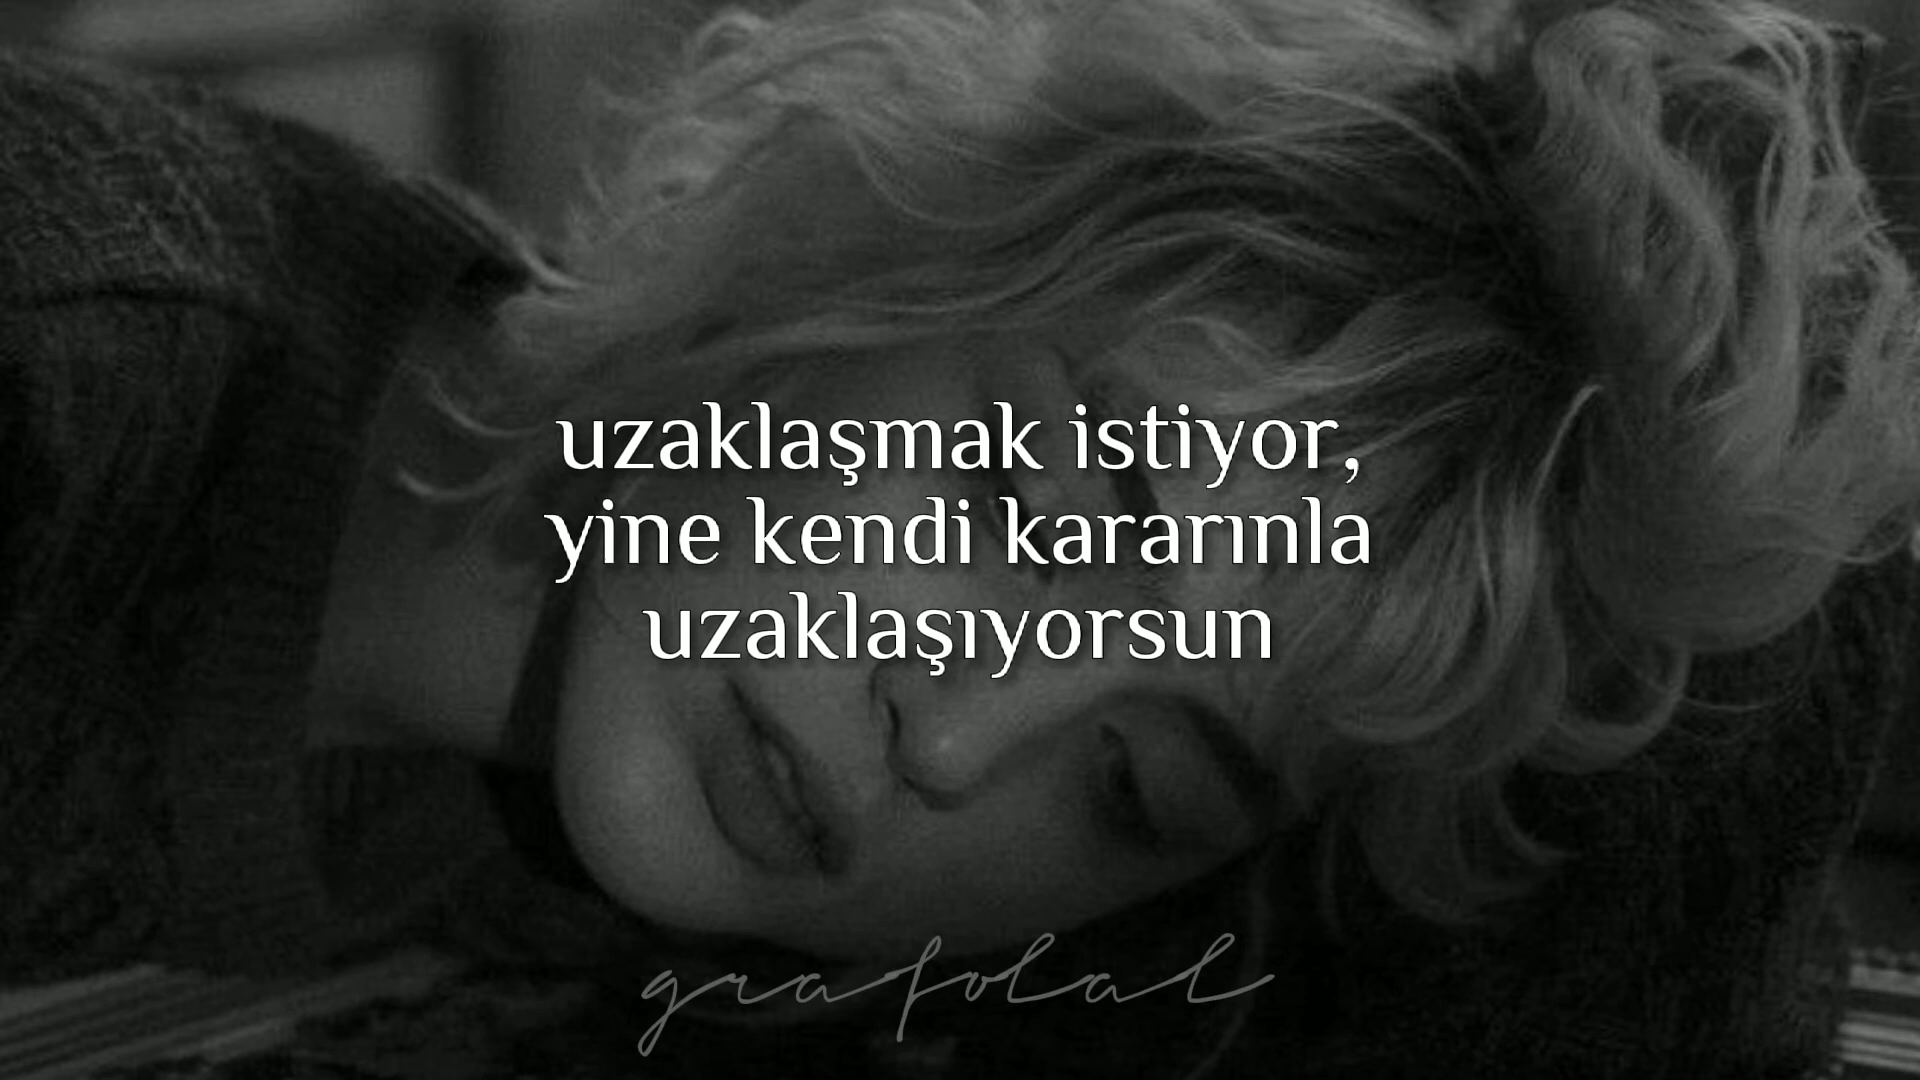 uzaklaşmak istiyor,
yine kendi kararınla
uzaklaşıyorsun
grafolal